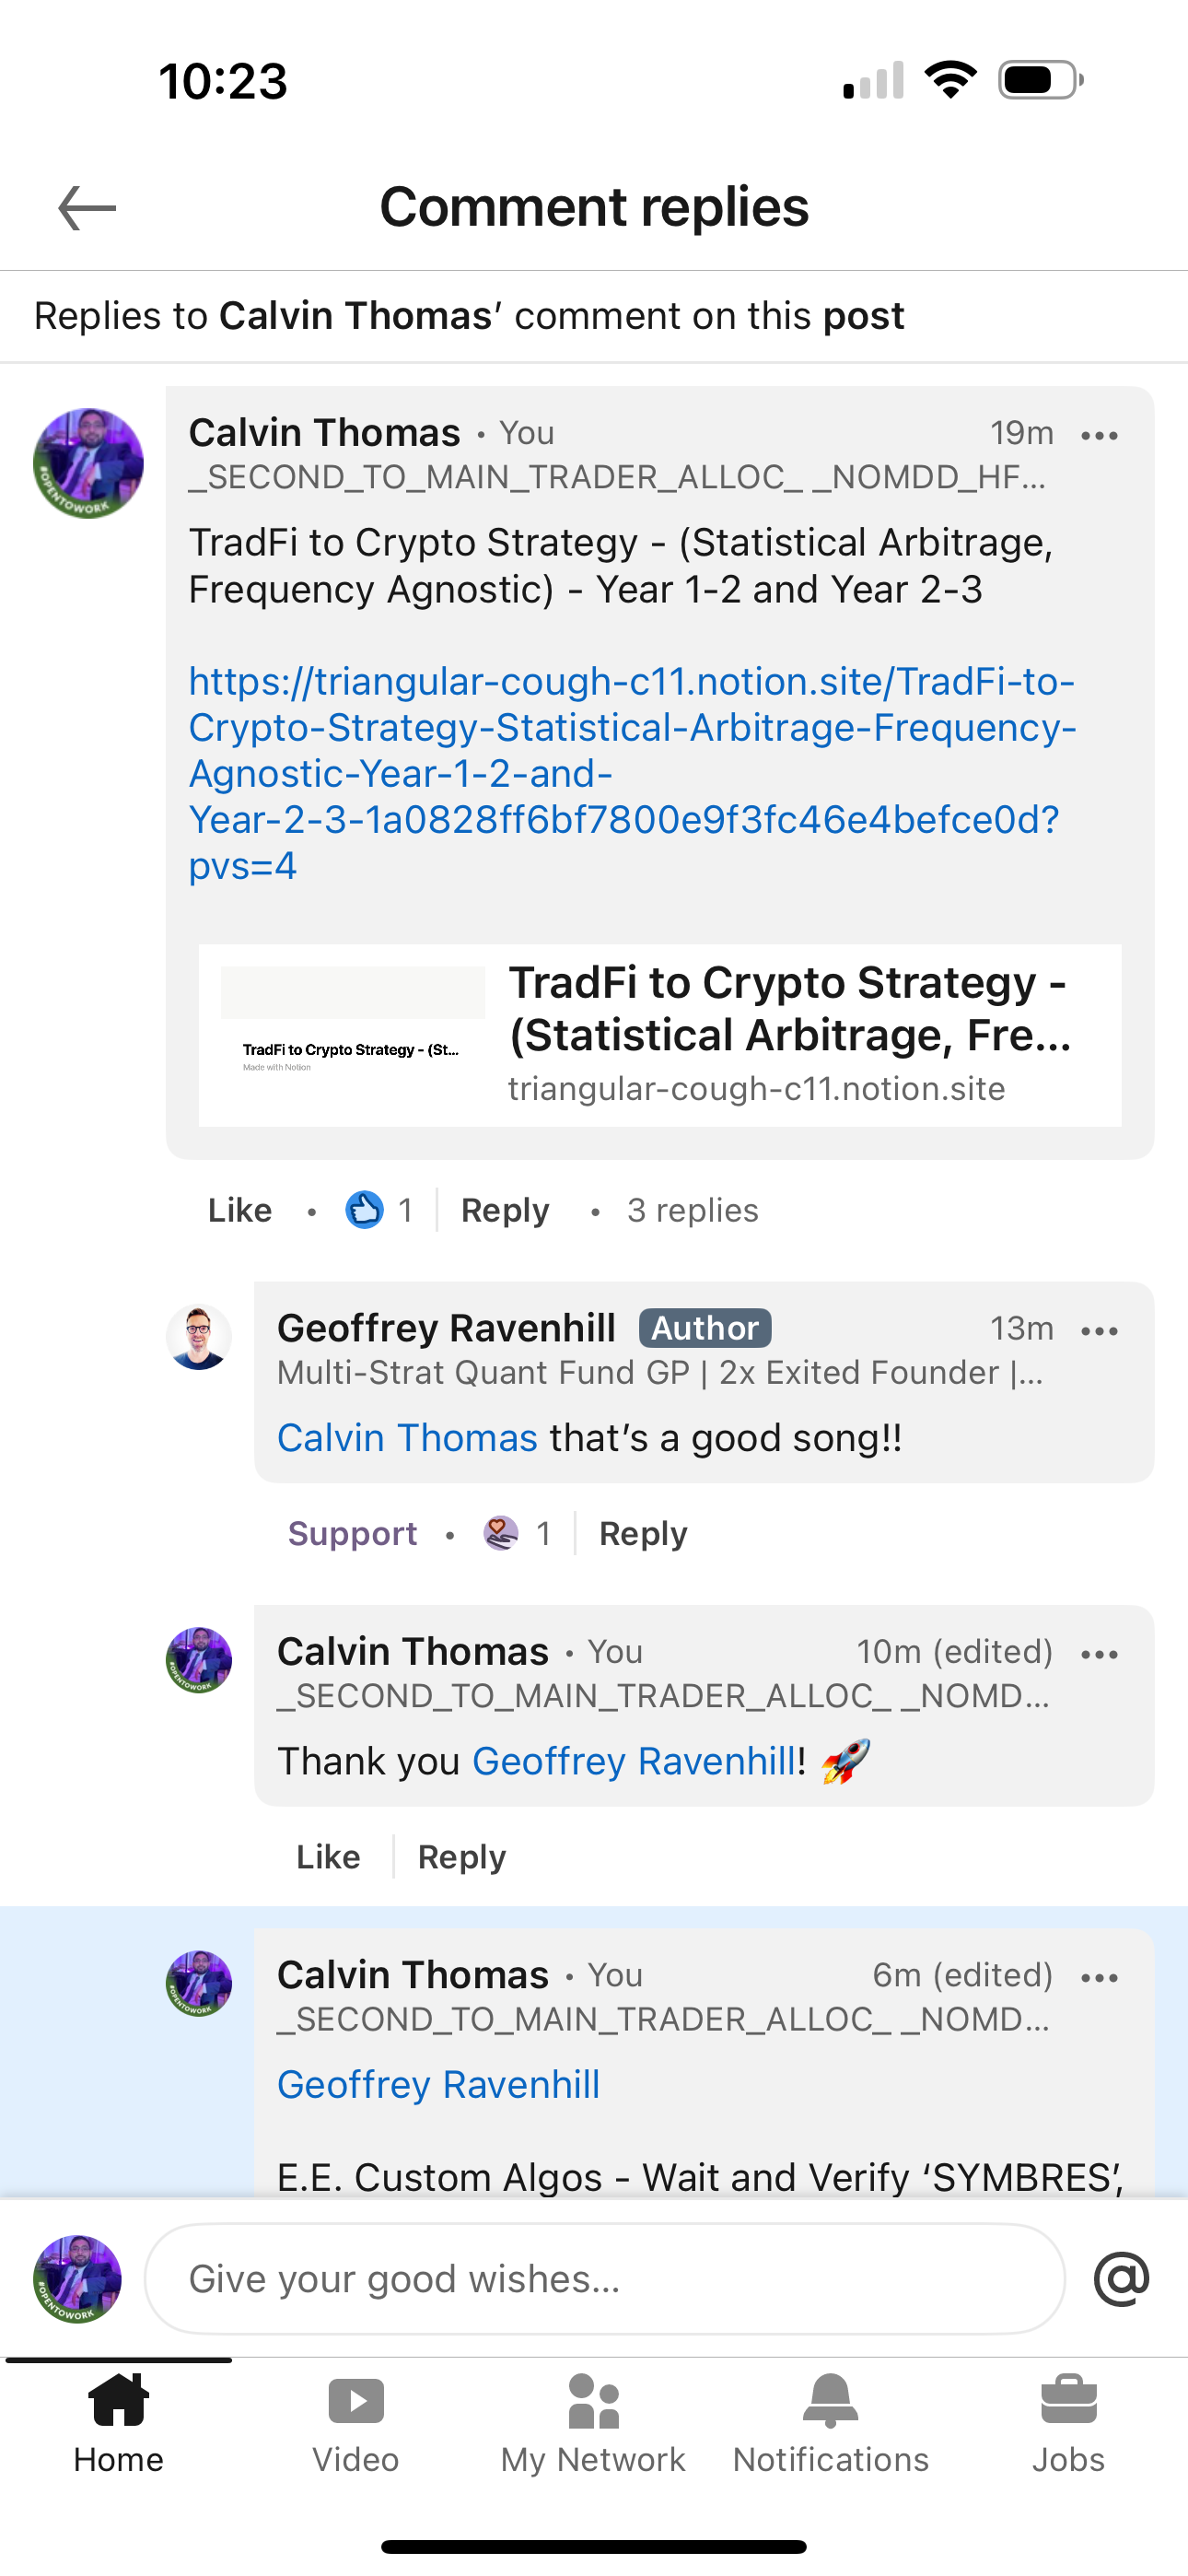 10:23
Comment replies
Replies to Calvin Thomas’ comment on this post
Calvin Thomas • You 19m
_SECOND_TO_MAIN_TRADER_ALLOC_ _NOMDD_HF...
TradFi to Crypto Strategy - (Statistical Arbitrage,
Frequency Agnostic) - Year 1-2 and Year 2-3
https://triangular-cough-c11.notion.site/TradFi-to-
Crypto-Strategy-Statistical-Arbitrage-Frequency-
Agnostic-Year-1-2-and-
Year-2-3-1a0828ff6bf7800e9f3fc46e4befce0d?
pvs=4
TradFi to Crypto Strategy - (St...
Made with Notion
TradFi to Crypto Strategy -
(Statistical Arbitrage, Fre...
triangular-cough-c11.notion.site
Like • 1 Reply • 3 replies
Geoffrey Ravenhill Author 13m
Multi-Strat Quant Fund GP | 2x Exited Founder |...
Calvin Thomas that’s a good song!!
Support • 1 Reply
Calvin Thomas • You 10m (edited)
_SECOND_TO_MAIN_TRADER_ALLOC_ _NOMD...
Thank you Geoffrey Ravenhill! 🚀
Like Reply
Calvin Thomas • You 6m (edited)
_SECOND_TO_MAIN_TRADER_ALLOC_ _NOMD...
Geoffrey Ravenhill
E.E. Custom Algos - Wait and Verify ‘SYMBRES’,
#OPENTOWORK
Give your good wishes...
@
Home Video My Network Notifications Jobs